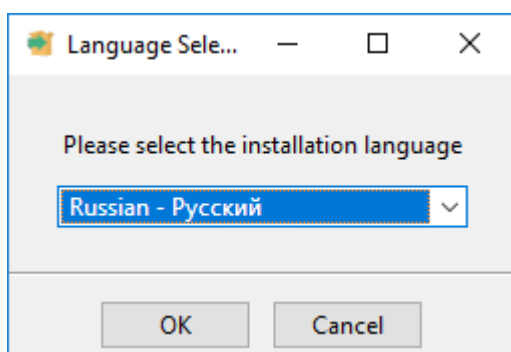 Language Sele...
Please select the installation language
Russian - Русский
OK
Cancel